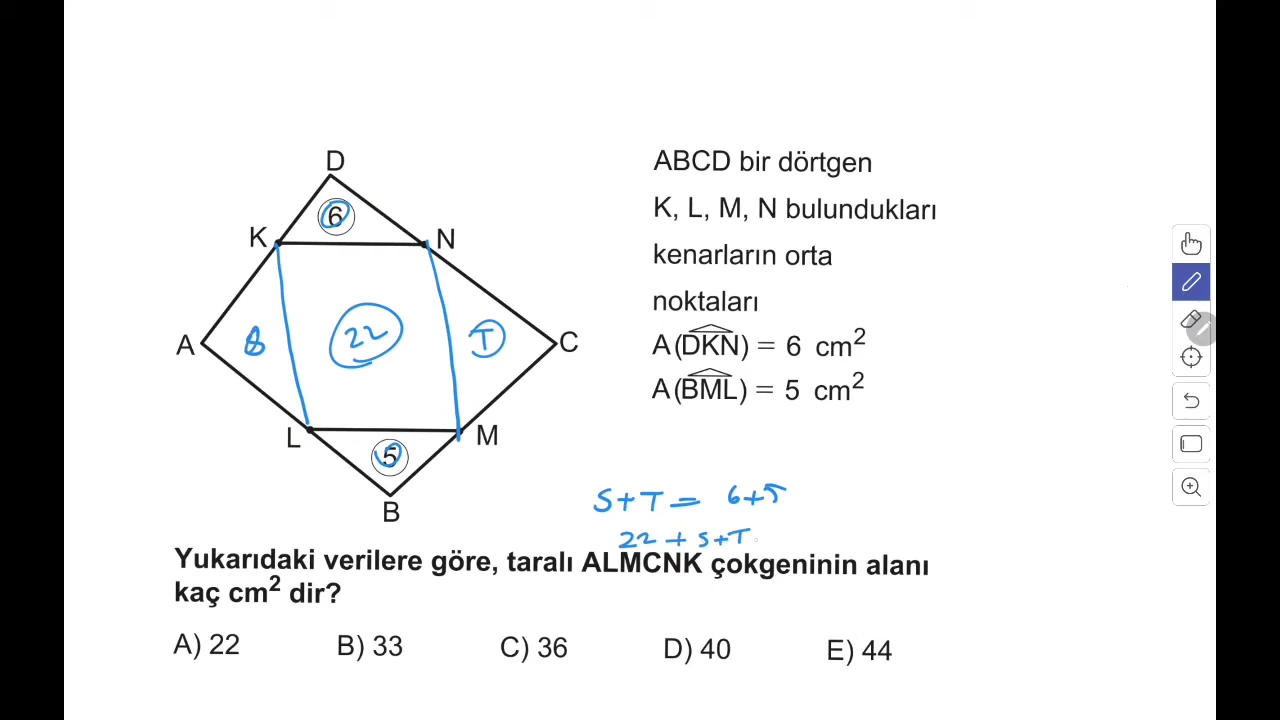 D
ABCD bir dörtgen
6
K
N
K, L, M, N bulundukları
kenarların orta
noktaları
A
S
22
T
C
A(DKN) = 6 cm²
A(BML) = 5 cm²
L
M
5
B
S+T = 6+5
22 + S+T
Yukarıdaki verilere göre, taralı ALMCNK çokgeninin alanı
kaç cm² dir?
A) 22 B) 33 C) 36 D) 40 E) 44